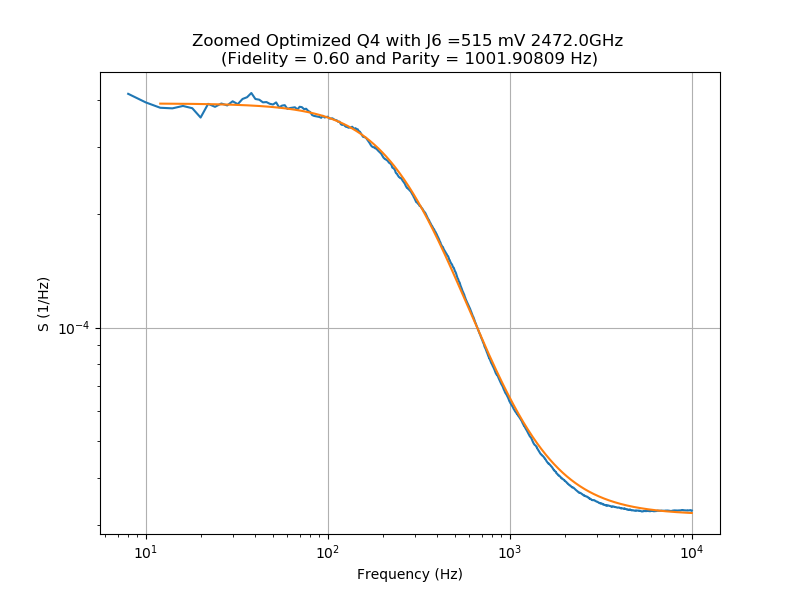 Zoomed Optimized Q4 with J6 =515 mV 2472.0GHz
(Fidelity = 0.60 and Parity = 1001.90809 Hz)
S (1/Hz)
10⁻⁴
10¹ 10² 10³ 10⁴
Frequency (Hz)